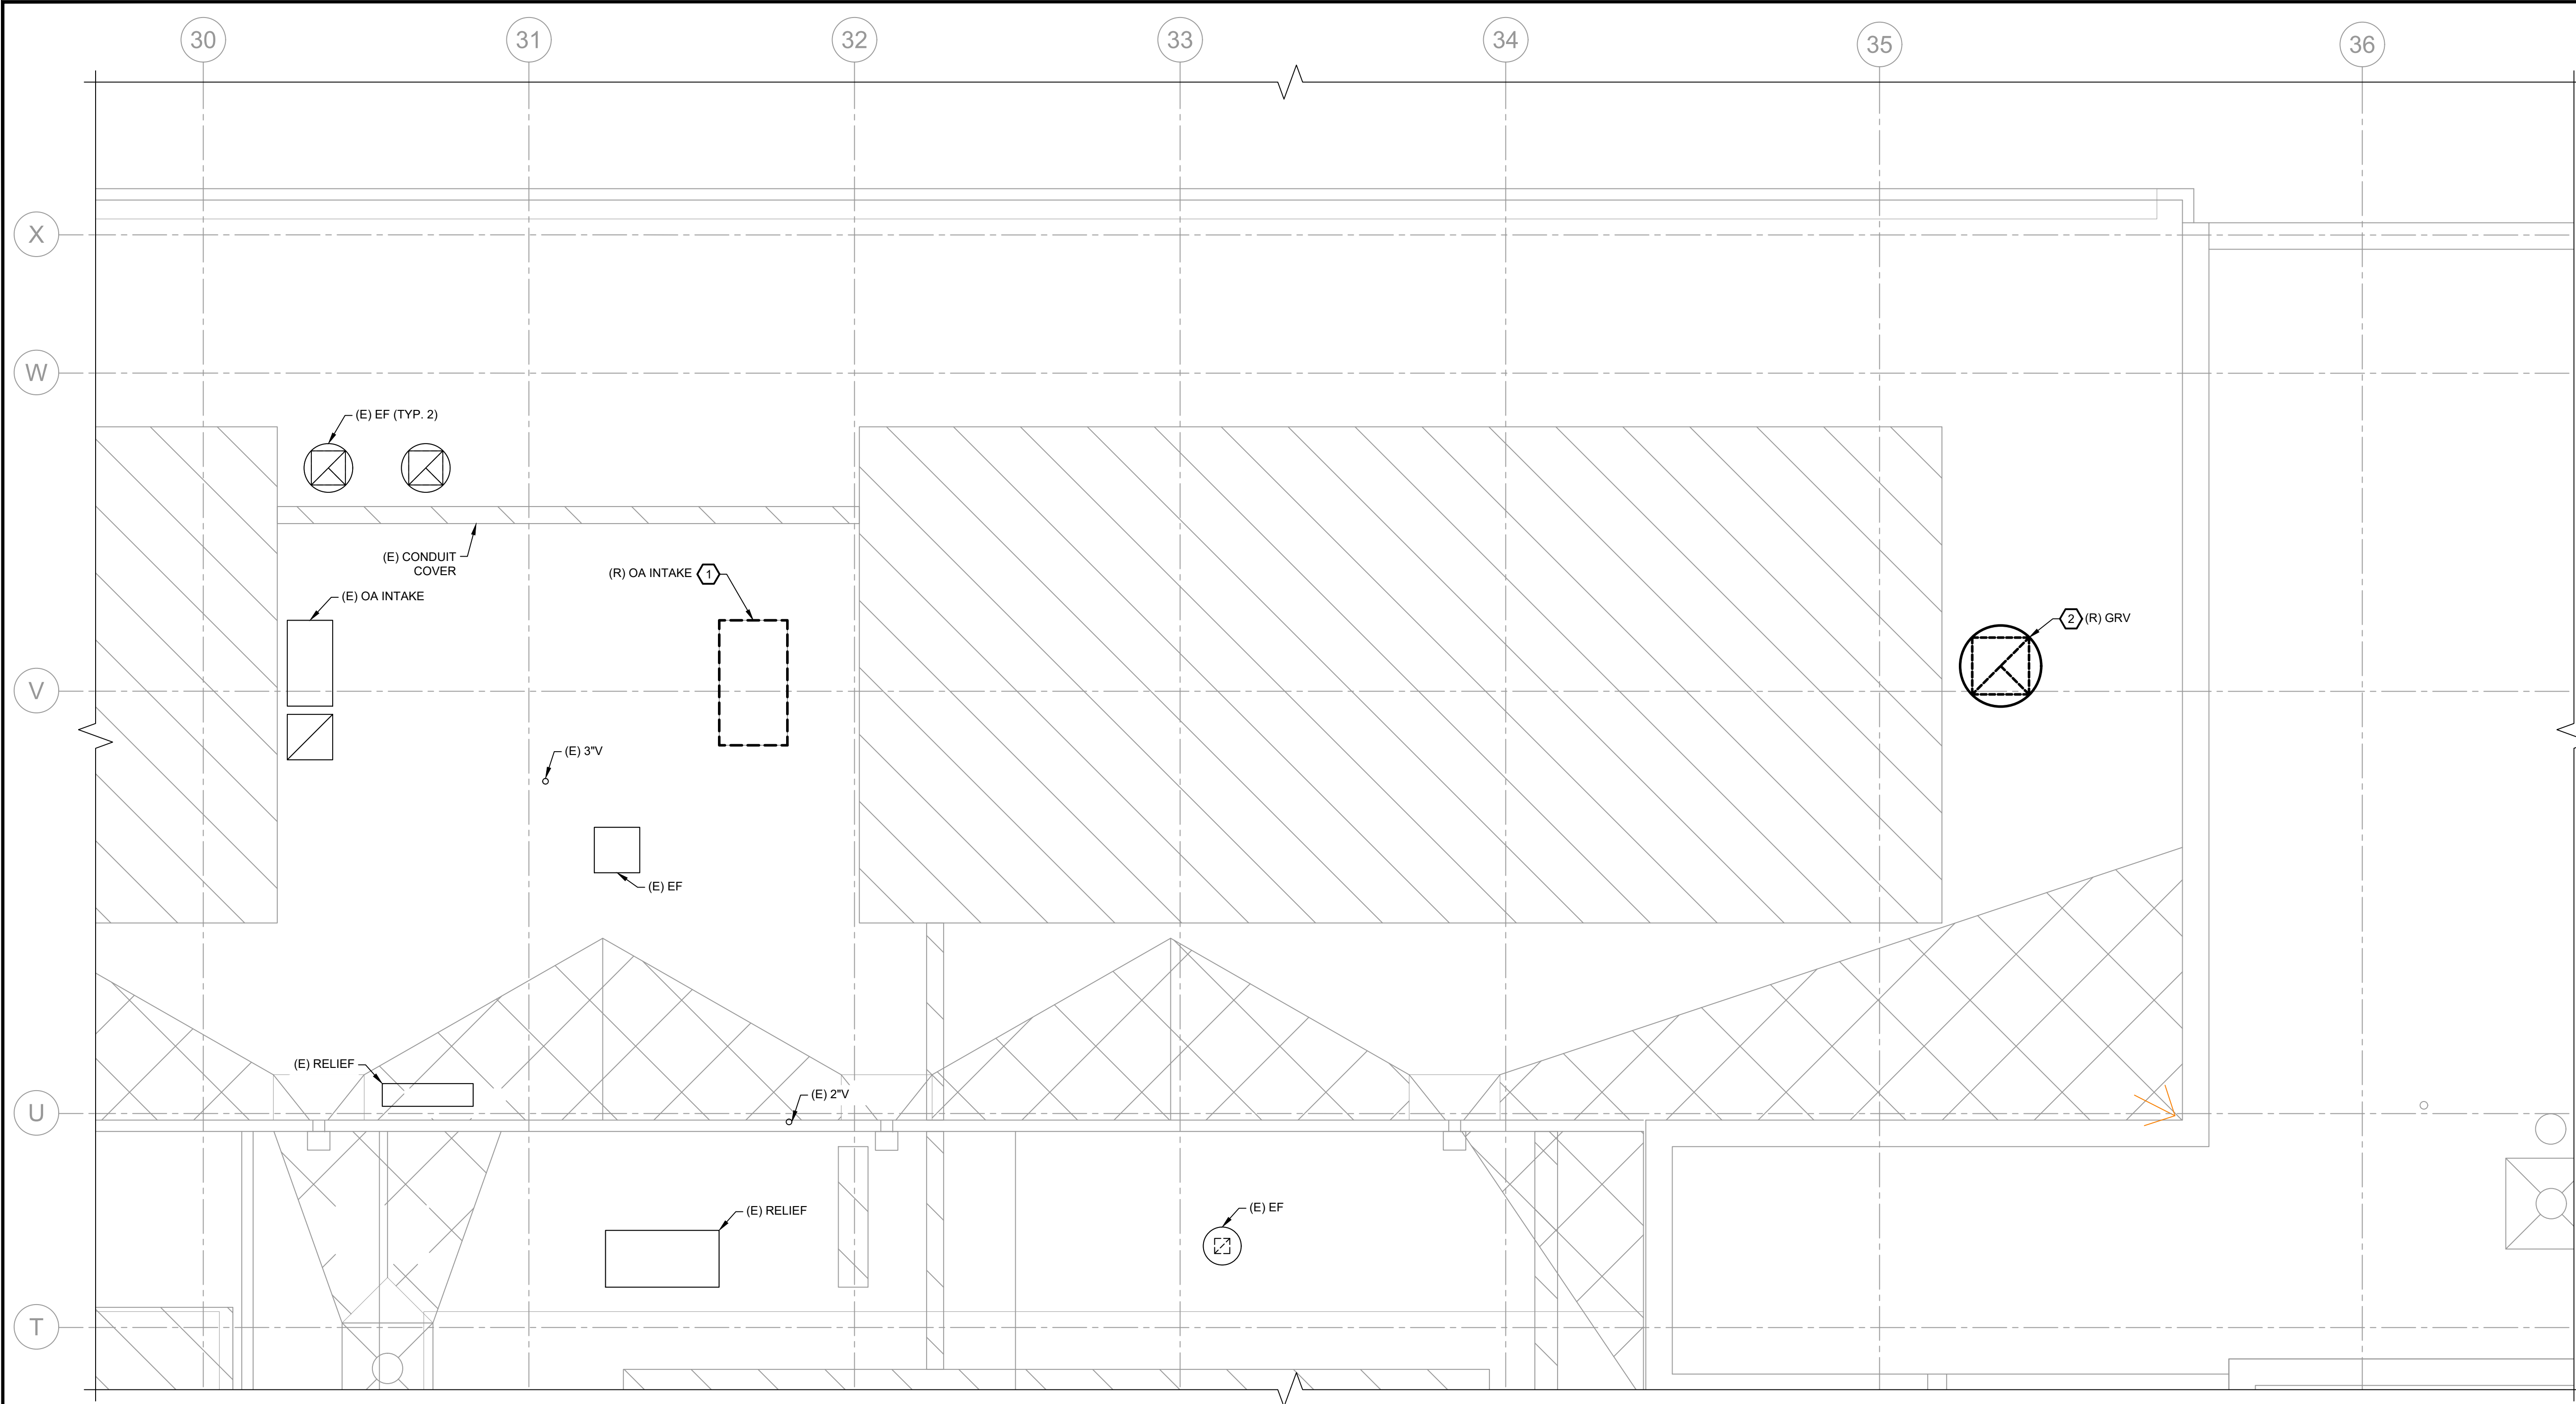 30
31
32
33
34
35
36
X
W
(E) EF (TYP. 2)
(E) CONDUIT
COVER
(R) OA INTAKE 1
(E) OA INTAKE
2 (R) GRV
V
(E) 3"V
(E) EF
(E) RELIEF
(E) 2"V
U
(E) RELIEF
(E) EF
T